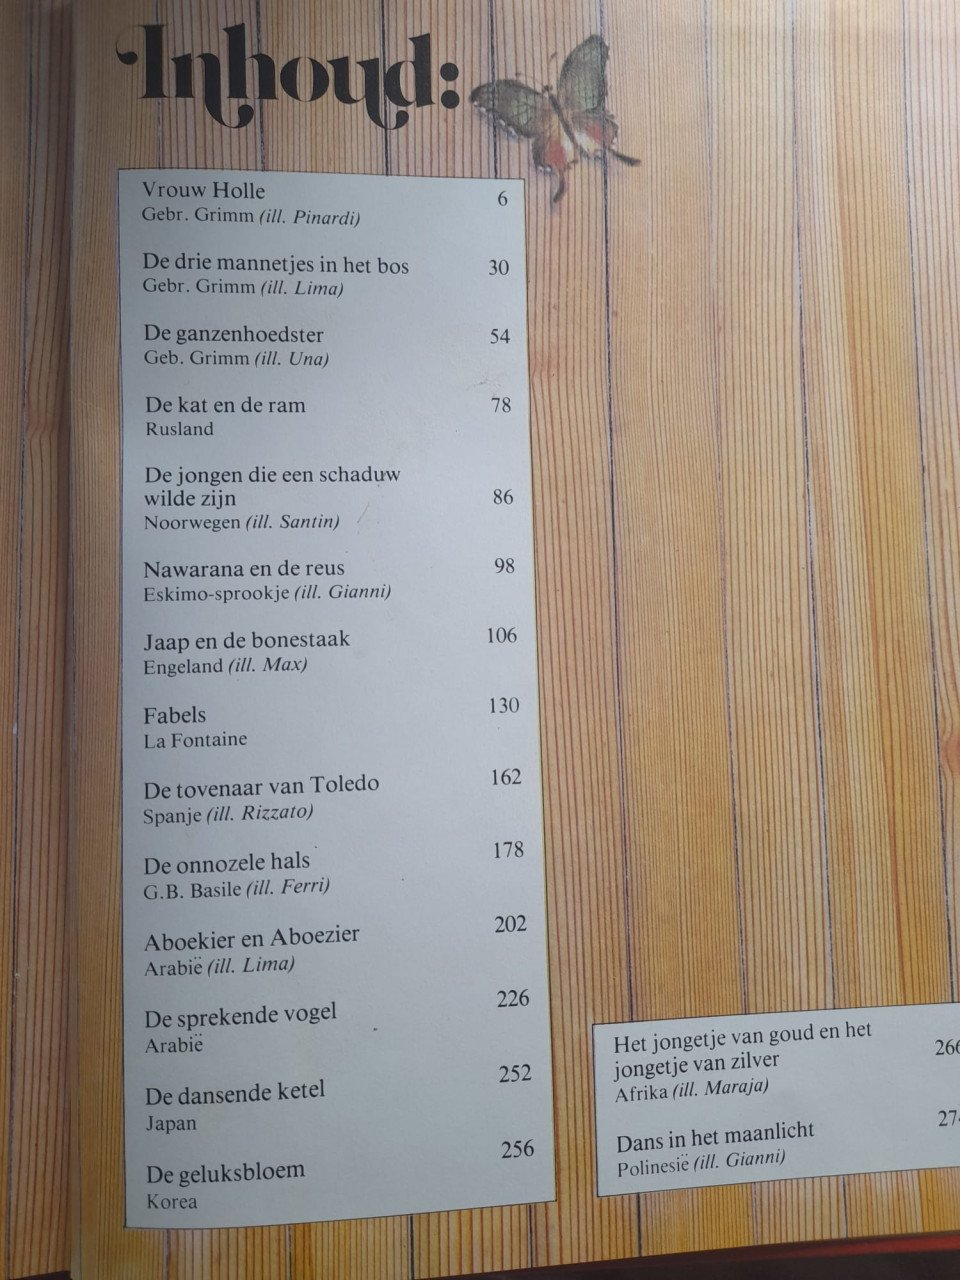 Inhoud:
Vrouw Holle 6
Gebr. Grimm (ill. Pinardi)
De drie mannetjes in het bos 30
Gebr. Grimm (ill. Lima)
De ganzenhoedster 54
Geb. Grimm (ill. Una)
De kat en de ram 78
Rusland
De jongen die een schaduw
wilde zijn 86
Noorwegen (ill. Santin)
Nawarana en de reus 98
Eskimo-sprookje (ill. Gianni)
Jaap en de bonestaak 106
Engeland (ill. Max)
Fabels 130
La Fontaine
De tovenaar van Toledo 162
Spanje (ill. Rizzato)
De onnozele hals 178
G.B. Basile (ill. Ferri)
Aboekier en Aboezier 202
Arabië (ill. Lima)
De sprekende vogel 226
Arabië
De dansende ketel 252
Japan
De geluksbloem 256
Korea
Het jongetje van goud en het
jongetje van zilver 266
Afrika (ill. Maraja)
Dans in het maanlicht
Polinesië (ill. Gianni)